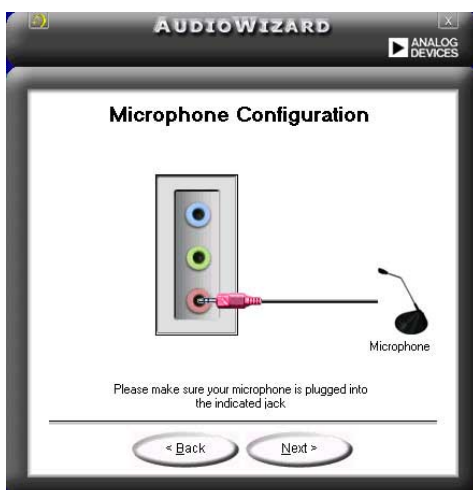 AUDIOWIZARD
ANALOG
DEVICES
Microphone Configuration
Microphone
Please make sure your microphone is plugged into
the indicated jack
< Back
Next >